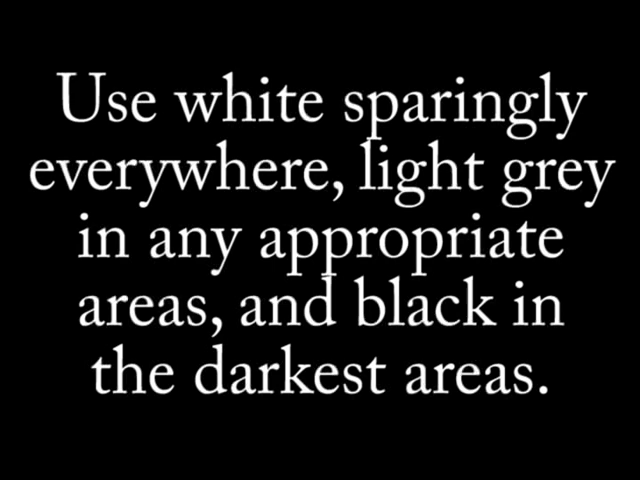 Use white sparingly
everywhere, light grey
in any appropriate
areas, and black in
the darkest areas.